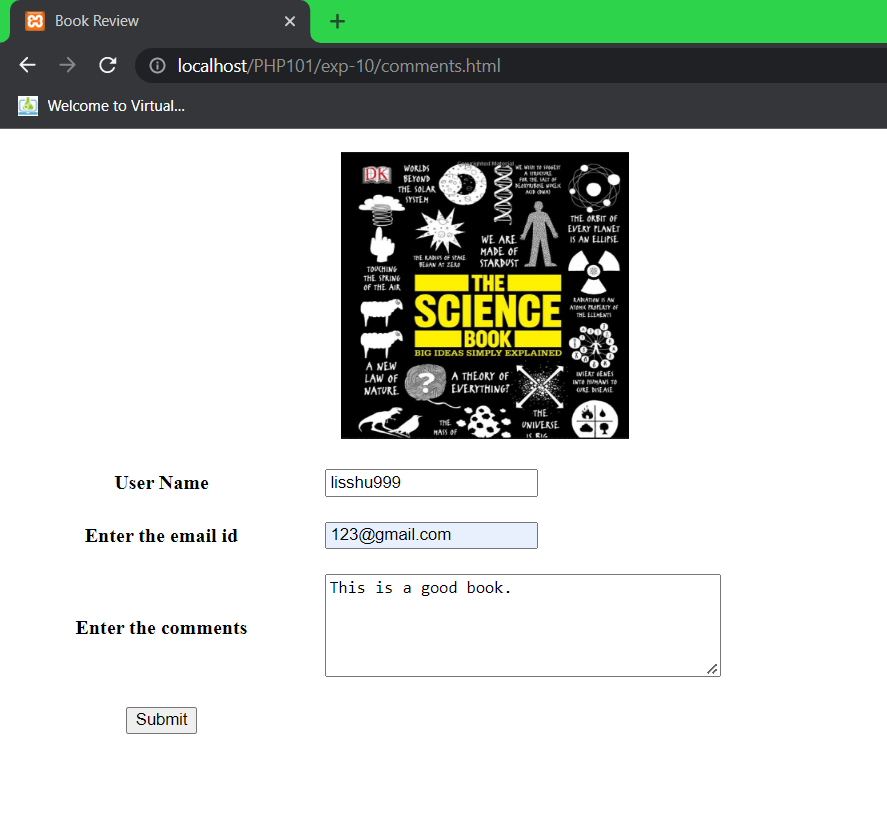 Book Review
localhost/PHP101/exp-10/comments.html
Welcome to Virtual...
DK
WORLDS
BEYOND
THE SOLAR
SYSTEM
WE WISH TO SUGGEST
A STRUCTURE
FOR THE SALT OF
DEOXYRIBOSE NUCLEIC
ACID (DNA)
THE ORBIT OF
EVERY PLANET
IS AN ELLIPSE
WE ARE
MADE OF
STARDUST
THE RADIUS OF SPACE
BEGAN AT ZERO
TOUCHING
THE SPRING
OF THE AIR
THE
SCIENCE
BOOK
BIG IDEAS SIMPLY EXPLAINED
RADIATION IS AN
ATOMIC PROPERTY OF
THE ELEMENTS
A NEW
LAW OF
NATURE
?
A THEORY OF
EVERYTHING?
INSERT GENES
INTO HUMANS TO
CURE DISEASE
THE
MASS OF
THE
UNIVERSE
IS BIG
User Name
lisshu999
Enter the email id
123@gmail.com
Enter the comments
This is a good book.
Submit